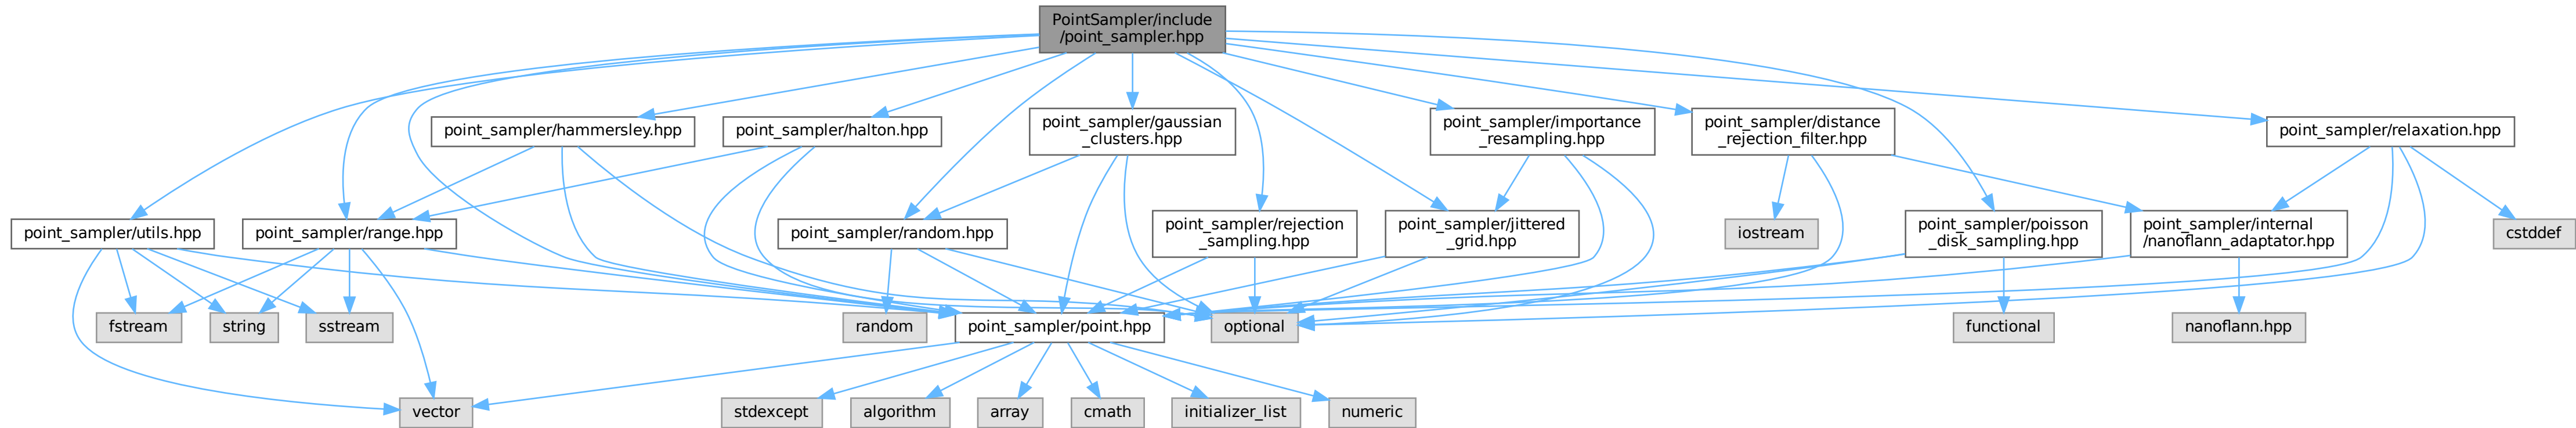 PointSampler/include
/point_sampler.hpp
point_sampler/hammersley.hpp
point_sampler/halton.hpp
point_sampler/gaussian
_clusters.hpp
point_sampler/importance
_resampling.hpp
point_sampler/distance
_rejection_filter.hpp
point_sampler/relaxation.hpp
point_sampler/utils.hpp
point_sampler/range.hpp
point_sampler/random.hpp
point_sampler/rejection
_sampling.hpp
point_sampler/jittered
_grid.hpp
iostream
point_sampler/poisson
_disk_sampling.hpp
point_sampler/internal
/nanoflann_adaptator.hpp
cstddef
fstream
string
sstream
random
point_sampler/point.hpp
optional
functional
nanoflann.hpp
vector
stdexcept
algorithm
array
cmath
initializer_list
numeric